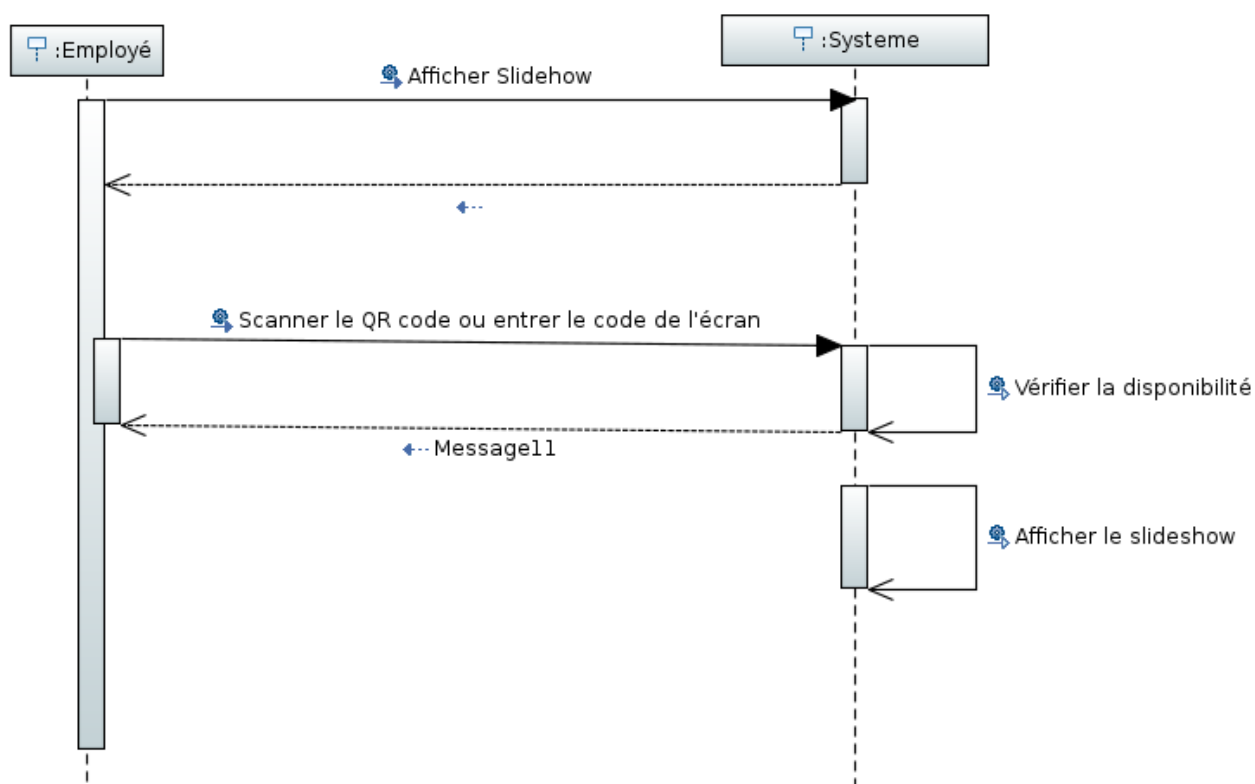 :Employé
:Systeme
Afficher Slidehow
Scanner le QR code ou entrer le code de l'écran
Vérifier la disponibilité
Message11
Afficher le slideshow